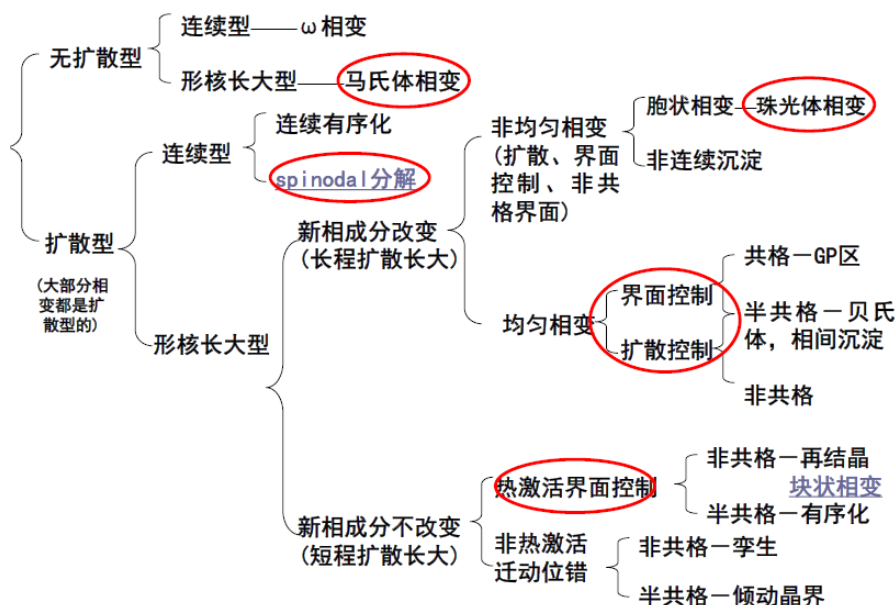 无扩散型
连续型——ω相变
形核长大型——马氏体相变
扩散型
(大部分相
变都是扩
散型的)
连续型
连续有序化
spinodal分解
形核长大型
新相成分改变
(长程扩散长大)
非均匀相变
(扩散、界面
控制、非共
格界面)
胞状相变—珠光体相变
非连续沉淀
均匀相变
界面控制
扩散控制
共格—GP区
半共格—贝氏
体，相间沉淀
非共格
新相成分不改变
(短程扩散长大)
热激活界面控制
非共格—再结晶
块状相变
半共格—有序化
非热激活
迁动位错
非共格—孪生
半共格—倾动晶界